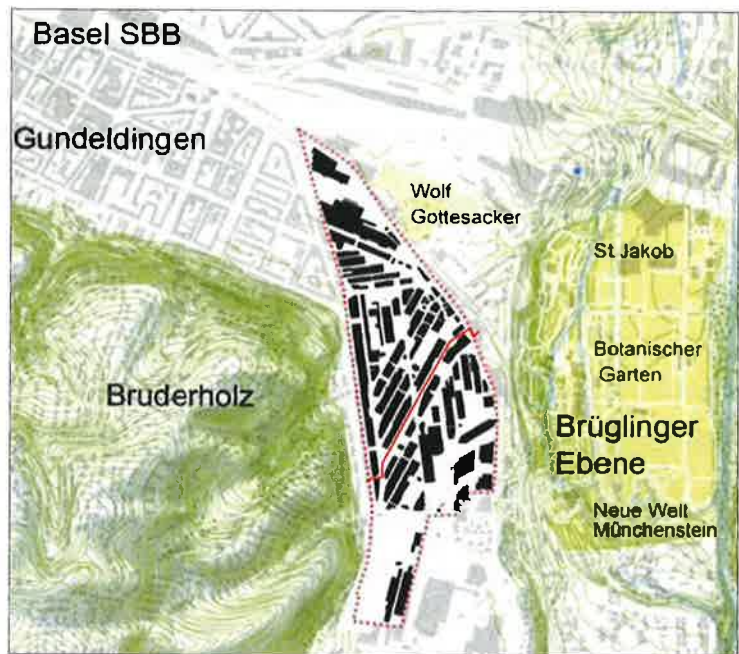 Basel SBB
Gundeldingen
Wolf
Gottesacker
St. Jakob
Botanischer
Garten
Bruderholz
Brüglinger
Ebene
Neue Welt
Münchenstein